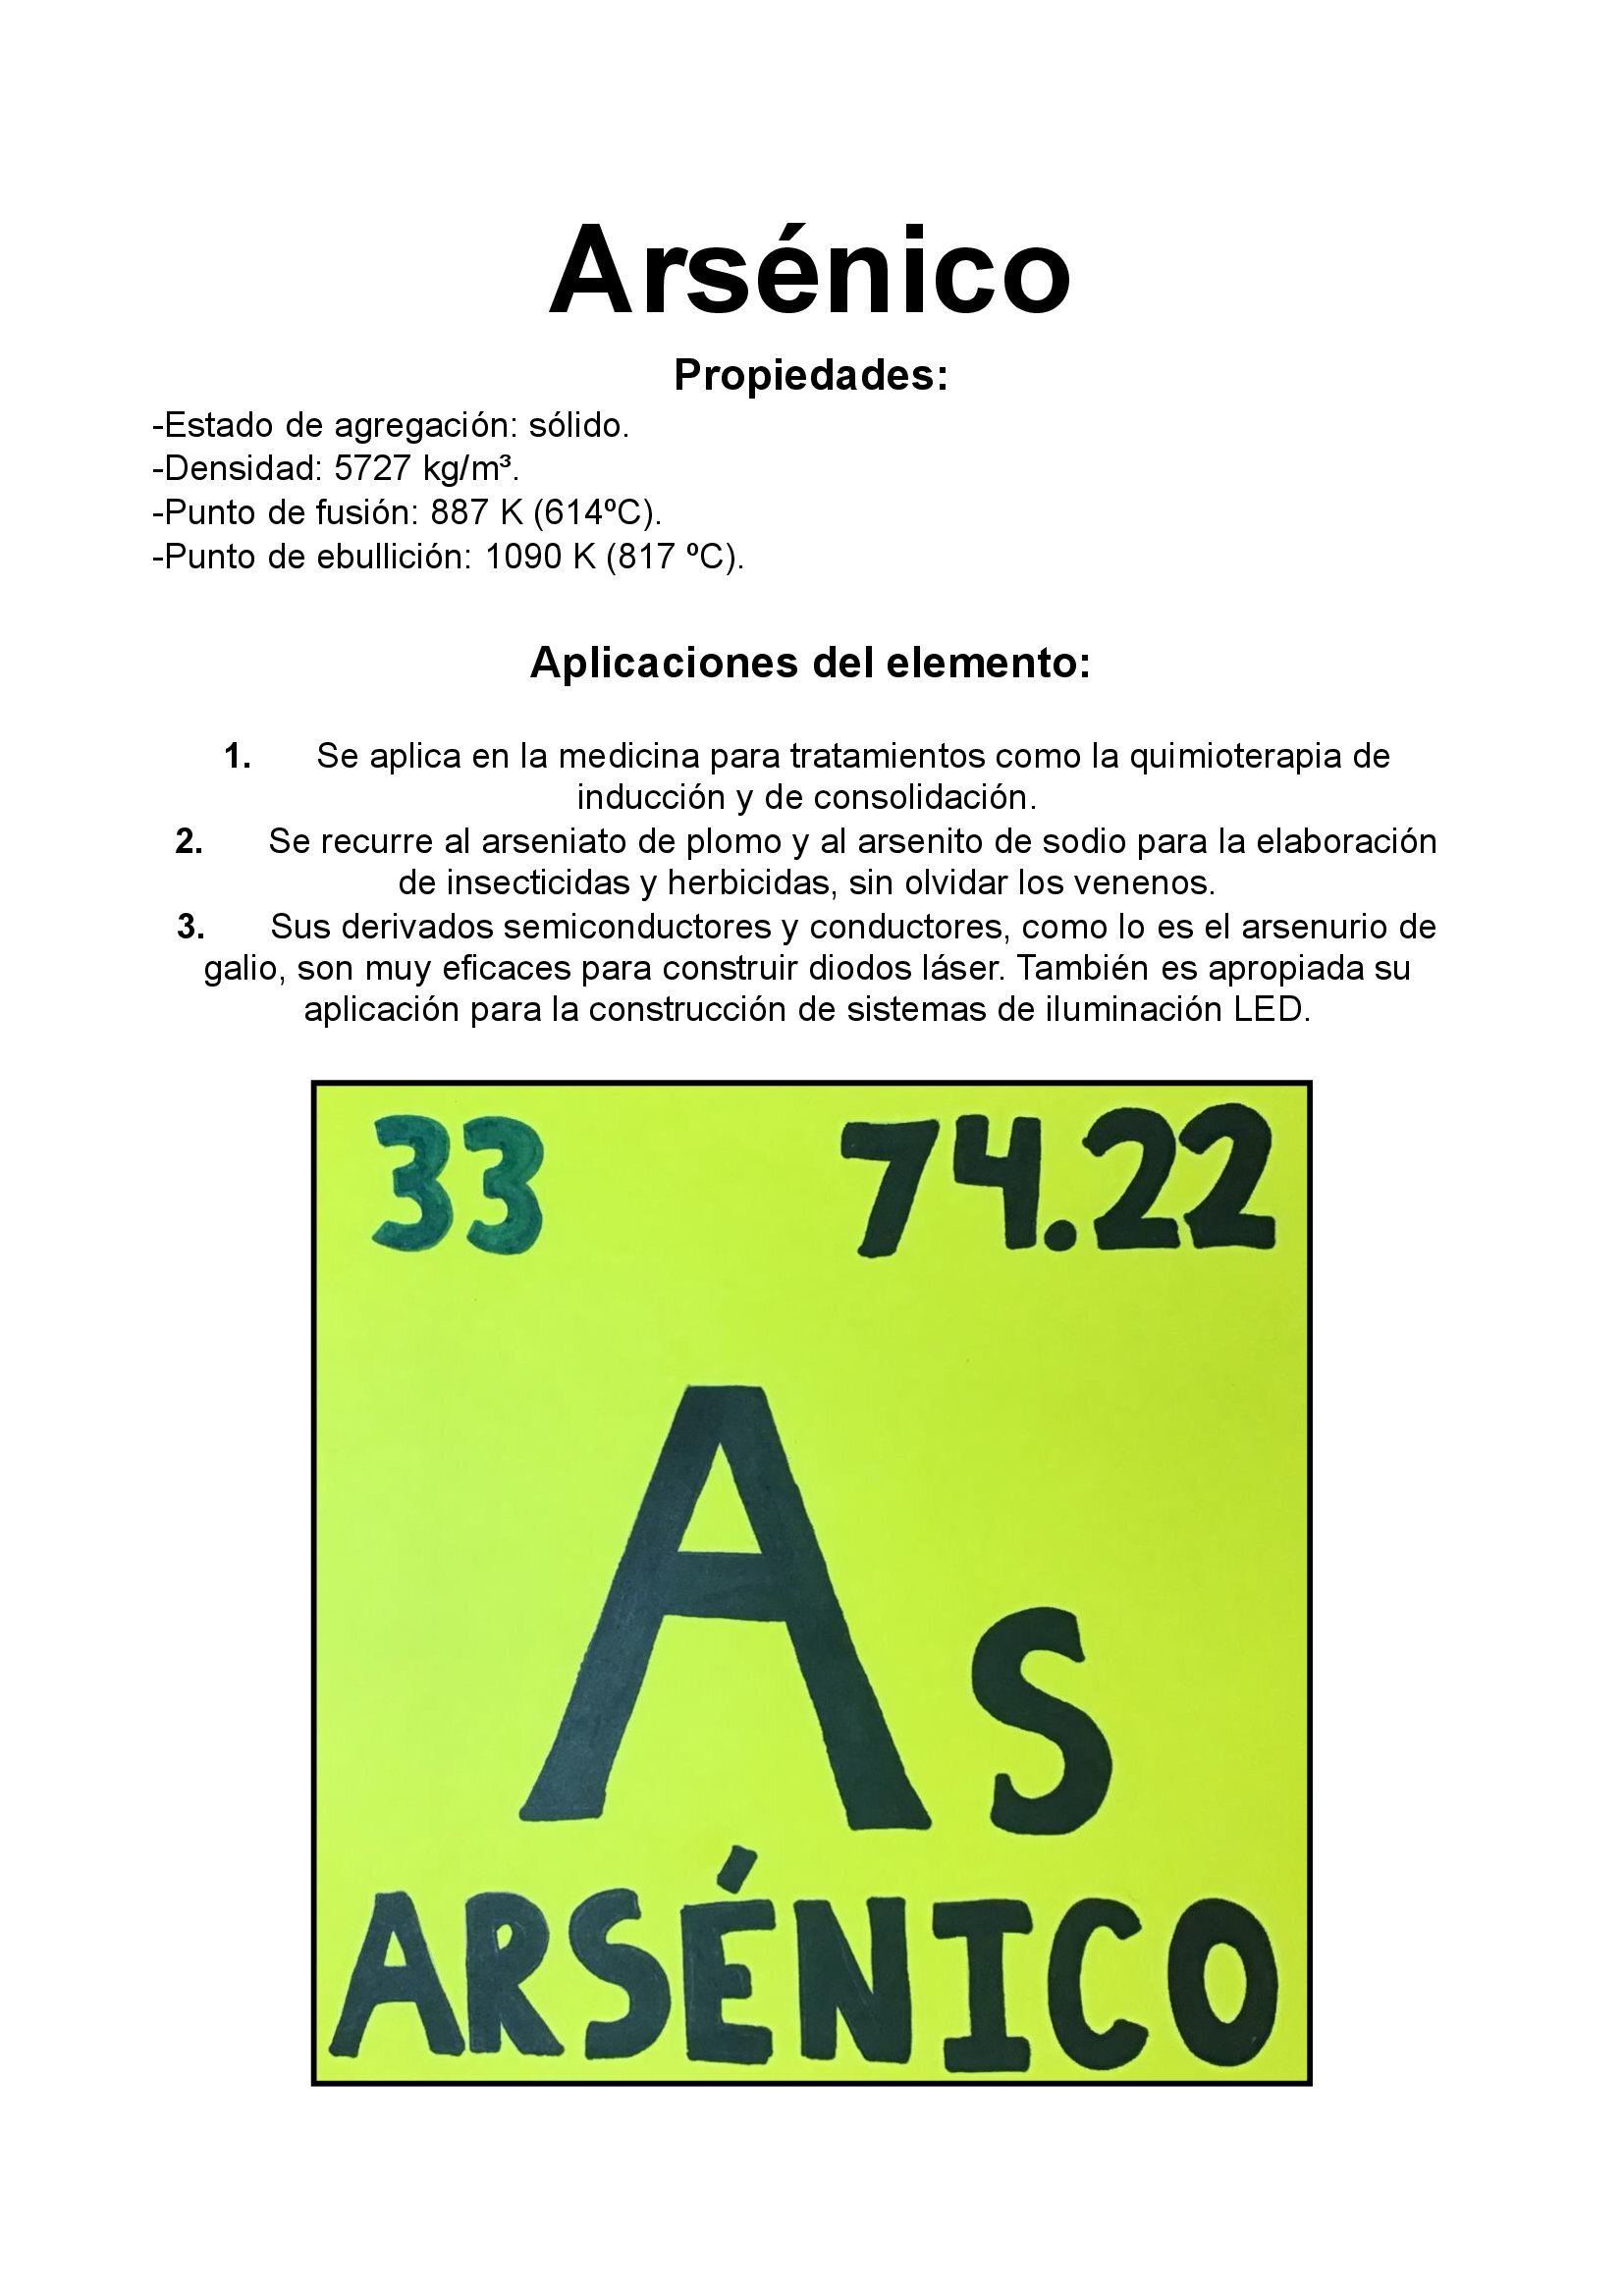 Arsénico
Propiedades:
-Estado de agregación: sólido.
-Densidad: 5727 kg/m³.
-Punto de fusión: 887 K (614ºC).
-Punto de ebullición: 1090 K (817 ºC).
Aplicaciones del elemento:
1. Se aplica en la medicina para tratamientos como la quimioterapia de
inducción y de consolidación.
2. Se recurre al arseniato de plomo y al arsenito de sodio para la elaboración
de insecticidas y herbicidas, sin olvidar los venenos.
3. Sus derivados semiconductores y conductores, como lo es el arsenurio de
galio, son muy eficaces para construir diodos láser. También es apropiada su
aplicación para la construcción de sistemas de iluminación LED.
33 74.22
As
ARSÉNICO